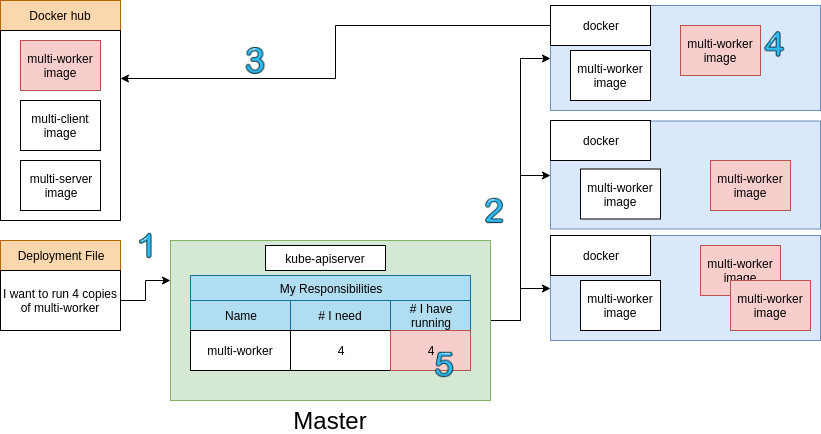 Docker hub
multi-worker
image
multi-client
image
multi-server
image
3
docker
multi-worker
image
multi-worker
image
4
docker
multi-worker
image
multi-worker
image
2
docker
multi-worker
image
multi-worker
image
multi-worker
image
Deployment File
I want to run 4 copies
of multi-worker
1
kube-apiserver
My Responsibilities
Name # I need # I have
running
multi-worker 4 4
5
Master